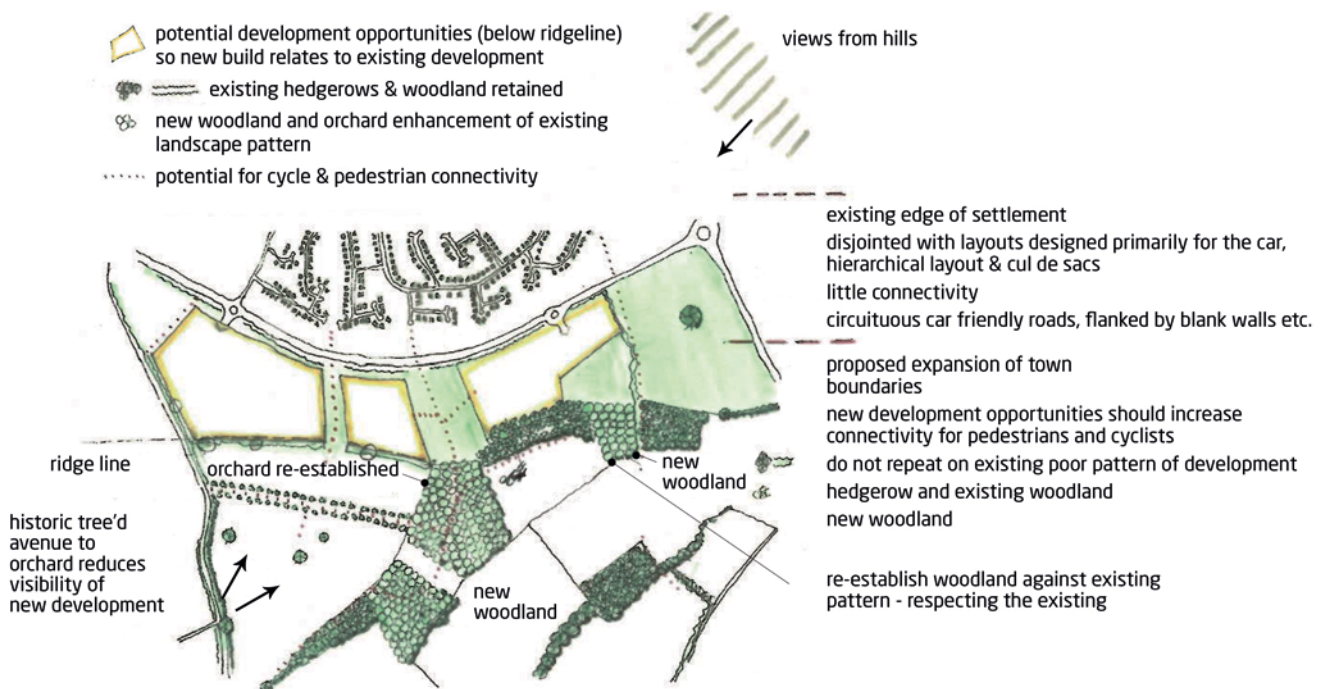 potential development opportunities (below ridgeline)
so new build relates to existing development
existing hedgerows & woodland retained
new woodland and orchard enhancement of existing
landscape pattern
potential for cycle & pedestrian connectivity
views from hills
existing edge of settlement
disjointed with layouts designed primarily for the car,
hierarchical layout & cul de sacs
little connectivity
circuituous car friendly roads, flanked by blank walls etc.
proposed expansion of town
boundaries
new development opportunities should increase
connectivity for pedestrians and cyclists
do not repeat on existing poor pattern of development
hedgerow and existing woodland
new woodland
re-establish woodland against existing
pattern - respecting the existing
ridge line
orchard re-established
new
woodland
historic tree'd
avenue to
orchard reduces
visibility of
new development
new
woodland